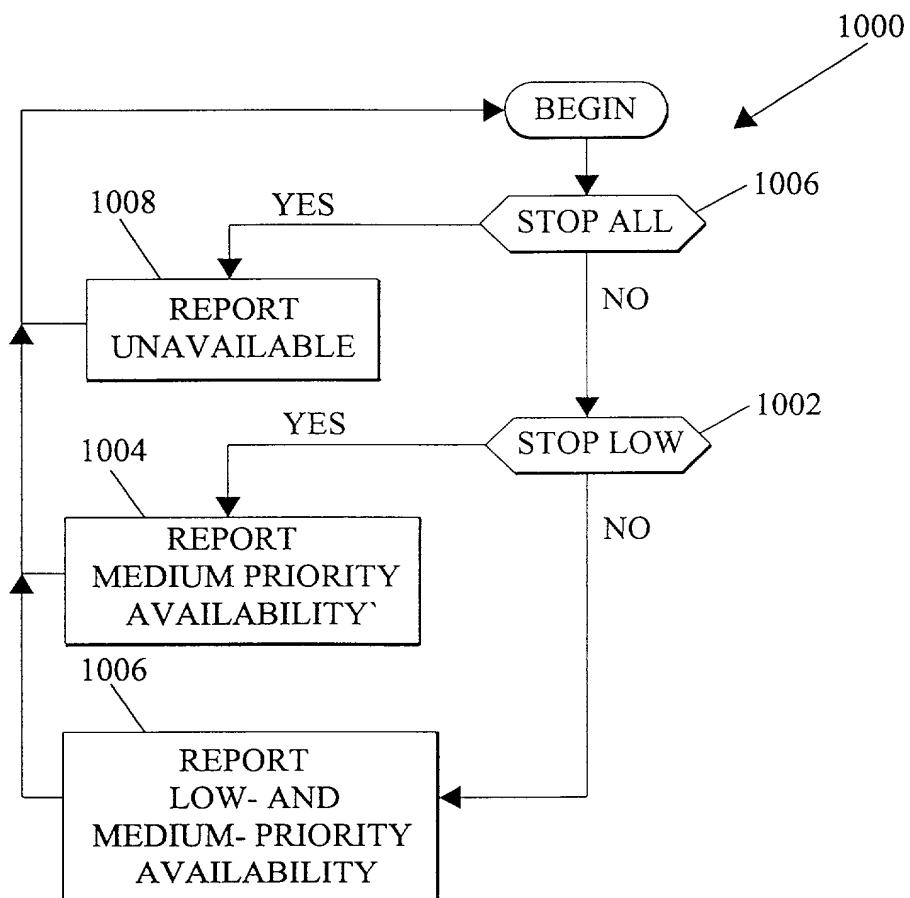 1000
BEGIN
1006
STOP ALL
YES
1008
NO
REPORT
UNAVAILABLE
1002
STOP LOW
YES
1004
NO
REPORT
MEDIUM PRIORITY
AVAILABILITY`
1006
REPORT
LOW- AND
MEDIUM- PRIORITY
AVAILABILITY